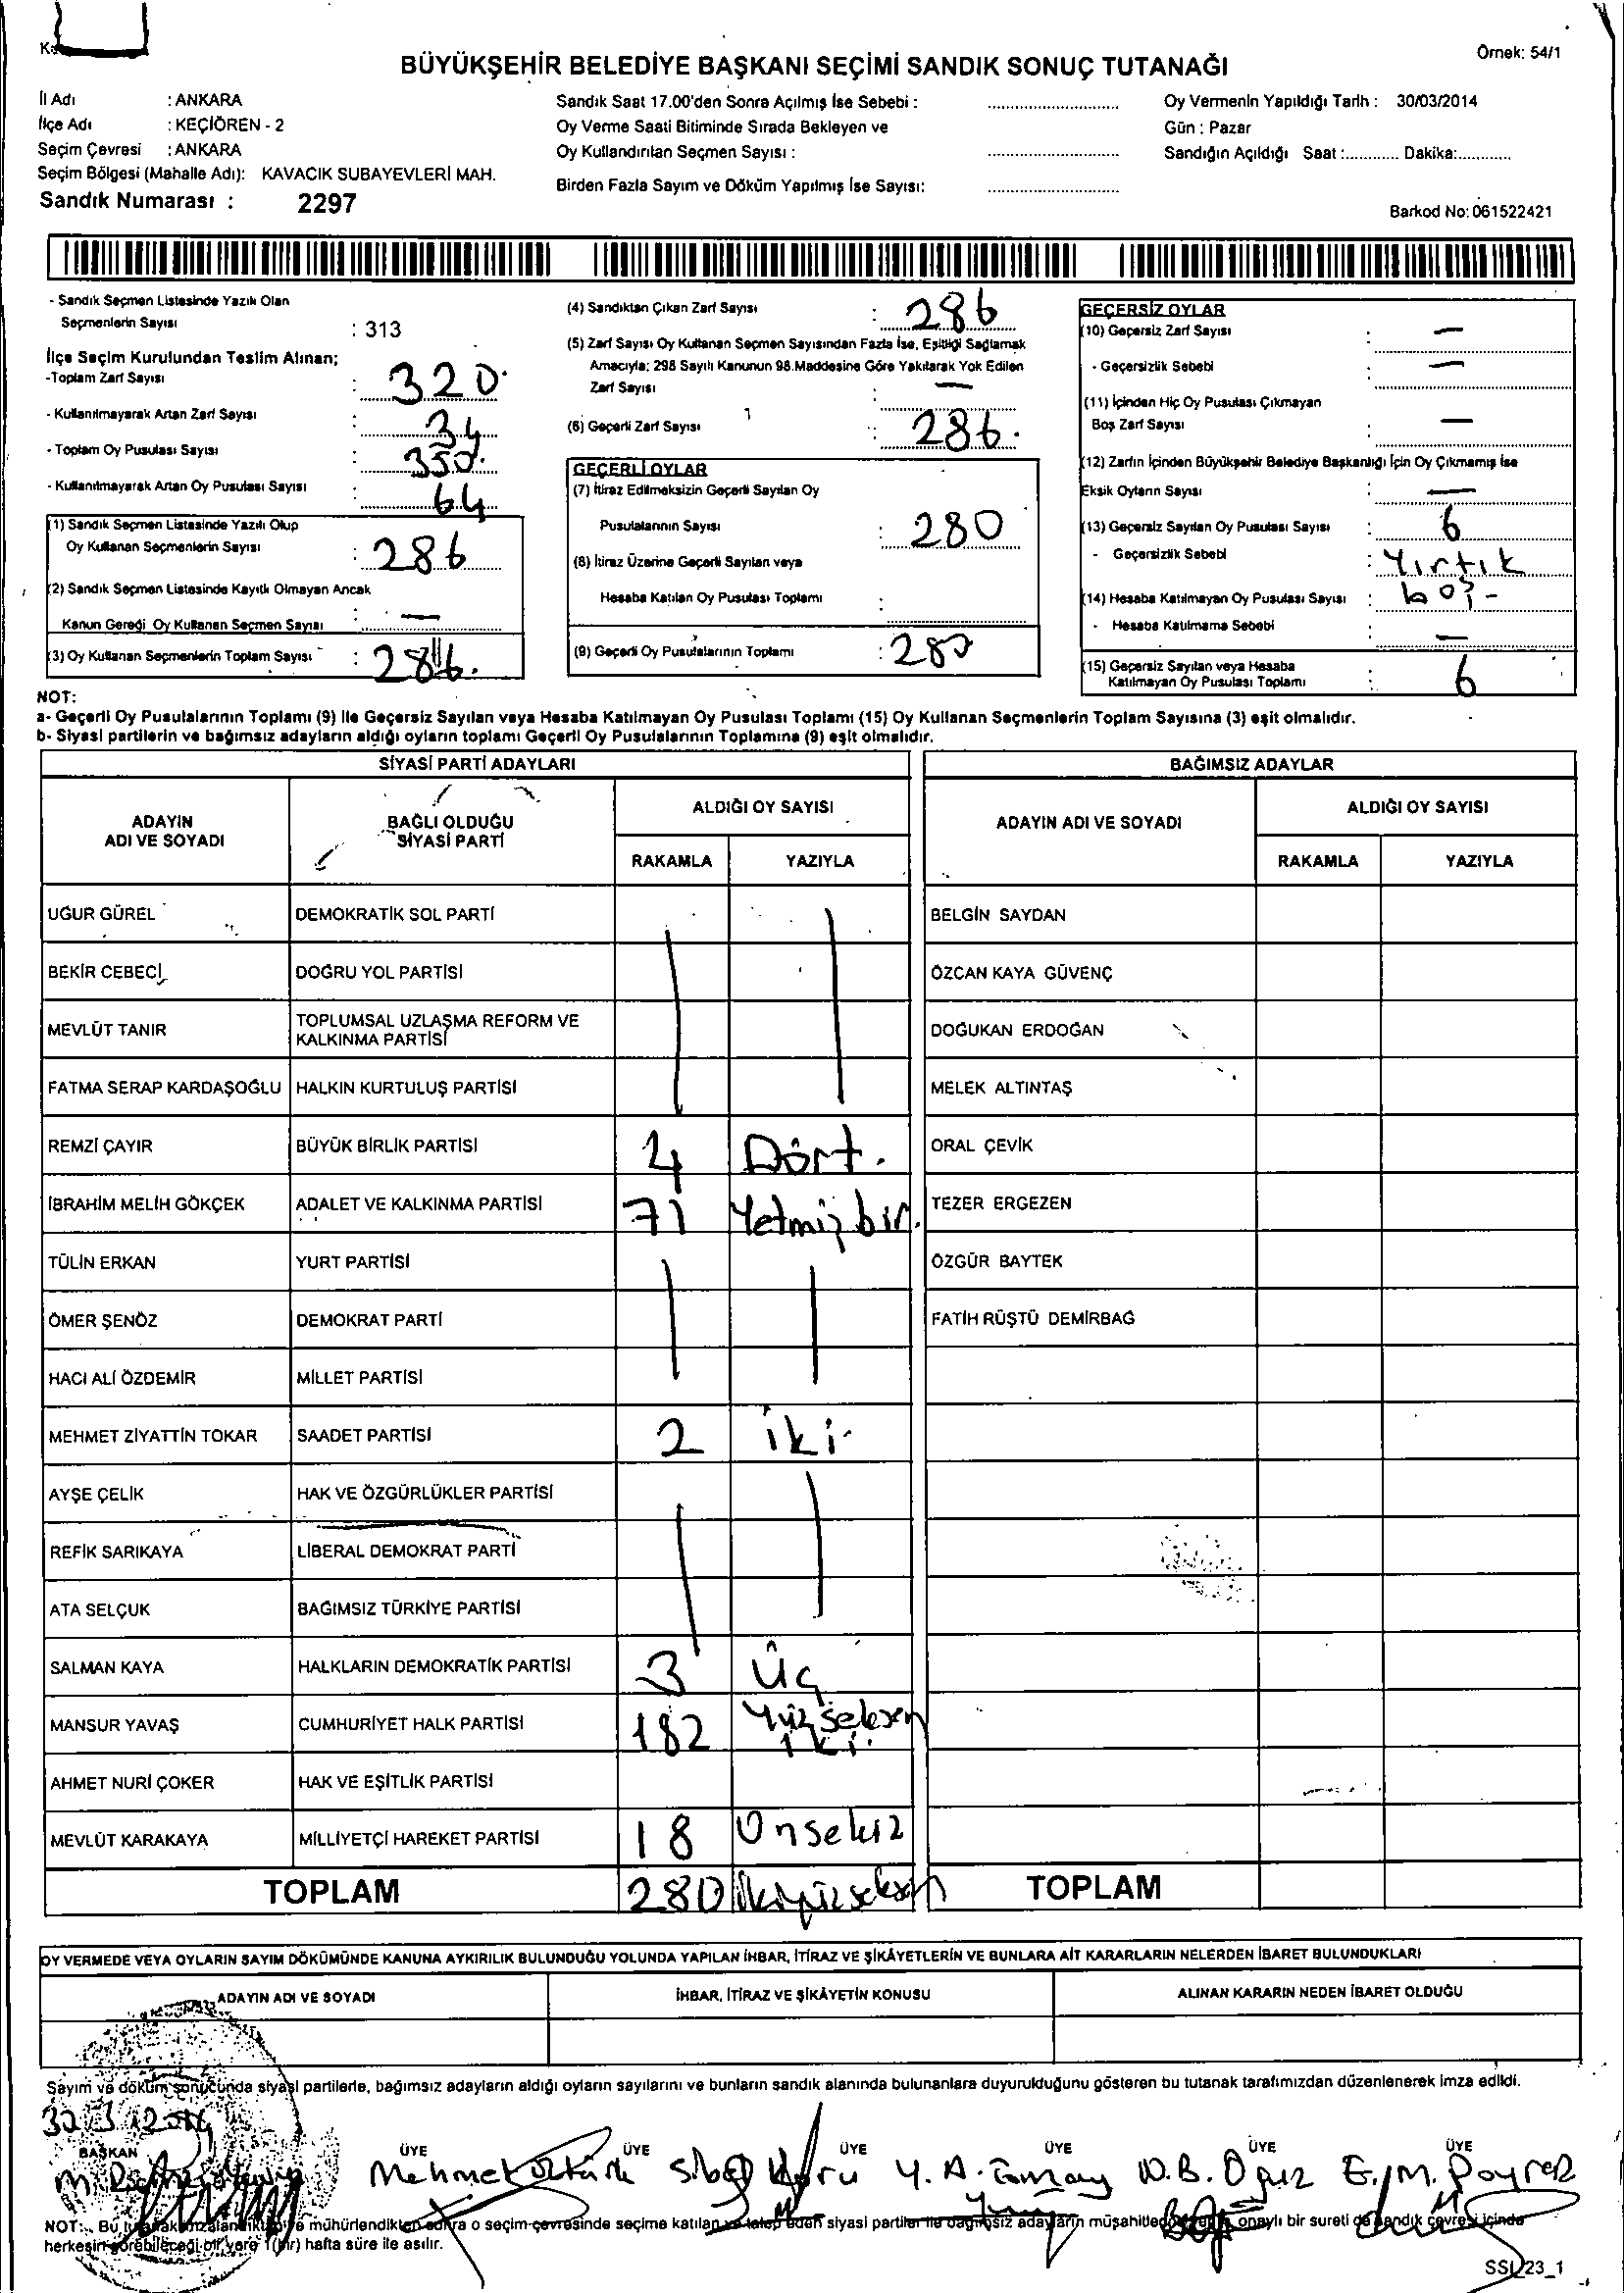 BÜYÜKŞEHİR BELEDİYE BAŞKANI SEÇİMİ SANDIK SONUÇ TUTANAĞI
Örnek: 54/1
İl Adı : ANKARA
İlçe Adı : KEÇİÖREN - 2
Seçim Çevresi : ANKARA
Seçim Bölgesi (Mahalle Adı): KAVACIK SUBAYEVLERİ MAH.
Sandık Numarası : 2297
Sandık Saat 17.00'den Sonra Açılmış İse Sebebi : ..............................
Oy Verme Saati Bitiminde Sırada Bekleyen ve
Oy Kullandırılan Seçmen Sayısı : ..............................
Birden Fazla Sayım ve Döküm Yapılmış İse Sayısı: ..............................
Oy Vermenin Yapıldığı Tarih : 30/03/2014
Gün : Pazar
Sandığın Açıldığı Saat :............ Dakika:............
Barkod No: 061522421
- Sandık Seçmen Listesinde Yazılı Olan
Seçmenlerin Sayısı : 313
İlçe Seçim Kurulundan Teslim Alınan;
-Toplam Zarf Sayısı : 320
- Kullanılmayarak Artan Zarf Sayısı : 34
- Toplam Oy Pusulası Sayısı : 350
- Kullanılmayarak Artan Oy Pusulası Sayısı : 64
(1) Sandık Seçmen Listesinde Yazılı Olup
Oy Kullanan Seçmenlerin Sayısı : 286
(2) Sandık Seçmen Listesinde Kayıtlı Olmayan Ancak
Kanun Gereği Oy Kullanan Seçmen Sayısı : —
(3) Oy Kullanan Seçmenlerin Toplam Sayısı : 286.
(4) Sandıktan Çıkan Zarf Sayısı : 286
(5) Zarf Sayısı Oy Kullanan Seçmen Sayısından Fazla İse, Eşitliği Sağlamak
Amacıyla; 298 Sayılı Kanunun 98.Maddesine Göre Yakılarak Yok Edilen
Zarf Sayısı : —
(6) Geçerli Zarf Sayısı : 286.
GEÇERLİ OYLAR
(7) İtiraz Edilmeksizin Geçerli Sayılan Oy
Pusulalarının Sayısı : 280
(8) İtiraz Üzerine Geçerli Sayılan veya
Hesaba Katılan Oy Pusulası Toplamı :
(9) Geçerli Oy Pusulalarının Toplamı : 280
GEÇERSİZ OYLAR
(10) Geçersiz Zarf Sayısı : —
- Geçersizlik Sebebi : —
(11) İçinden Hiç Oy Pusulası Çıkmayan
Boş Zarf Sayısı : —
(12) Zarfın İçinden Büyükşehir Belediye Başkanlığı İçin Oy Çıkmamış İse
Eksik Oyların Sayısı : —
(13) Geçersiz Sayılan Oy Pusulası Sayısı : 6
- Geçersizlik Sebebi : Yırtık
boş -
(14) Hesaba Katılmayan Oy Pusulası Sayısı :
- Hesaba Katılmama Sebebi : —
(15) Geçersiz Sayılan veya Hesaba
Katılmayan Oy Pusulası Toplamı : 6
NOT:
a- Geçerli Oy Pusulalarının Toplamı (9) ile Geçersiz Sayılan veya Hesaba Katılmayan Oy Pusulası Toplamı (15) Oy Kullanan Seçmenlerin Toplam Sayısına (3) eşit olmalıdır.
b- Siyasi partilerin ve bağımsız adayların aldığı oyların toplamı Geçerli Oy Pusulalarının Toplamına (9) eşit olmalıdır.
SİYASİ PARTİ ADAYLARI
ADAYIN ADI VE SOYADI
BAĞLI OLDUĞU SİYASİ PARTİ
ALDIĞI OY SAYISI
RAKAMLA YAZIYLA
UĞUR GÜREL DEMOKRATİK SOL PARTİ
BEKİR CEBECİ DOĞRU YOL PARTİSİ
MEVLÜT TANIR TOPLUMSAL UZLAŞMA REFORM VE KALKINMA PARTİSİ
FATMA SERAP KARDAŞOĞLU HALKIN KURTULUŞ PARTİSİ
REMZİ ÇAYIR BÜYÜK BİRLİK PARTİSİ 4 Dört.
İBRAHİM MELİH GÖKÇEK ADALET VE KALKINMA PARTİSİ 71 Yetmiş bir.
TÜLİN ERKAN YURT PARTİSİ
ÖMER ŞENÖZ DEMOKRAT PARTİ
HACI ALİ ÖZDEMİR MİLLET PARTİSİ
MEHMET ZİYATTİN TOKAR SAADET PARTİSİ 2 iki
AYŞE ÇELİK HAK VE ÖZGÜRLÜKLER PARTİSİ
REFİK SARIKAYA LİBERAL DEMOKRAT PARTİ
ATA SELÇUK BAĞIMSIZ TÜRKİYE PARTİSİ
SALMAN KAYA HALKLARIN DEMOKRATİK PARTİSİ 3 Üç
MANSUR YAVAŞ CUMHURİYET HALK PARTİSİ 182 Yüz seksen iki.
AHMET NURİ ÇOKER HAK VE EŞİTLİK PARTİSİ
MEVLÜT KARAKAYA MİLLİYETÇİ HAREKET PARTİSİ 18 Onsekiz
TOPLAM 280 ikiyüzseksen
BAĞIMSIZ ADAYLAR
ADAYIN ADI VE SOYADI
ALDIĞI OY SAYISI
RAKAMLA YAZIYLA
BELGİN SAYDAN
ÖZCAN KAYA GÜVENÇ
DOĞUKAN ERDOĞAN
MELEK ALTINTAŞ
ORAL ÇEVİK
TEZER ERGEZEN
ÖZGÜR BAYTEK
FATİH RÜŞTÜ DEMİRBAĞ
TOPLAM
OY VERMEDE VEYA OYLARIN SAYIM DÖKÜMÜNDE KANUNA AYKIRILIK BULUNDUĞU YOLUNDA YAPILAN İHBAR, İTİRAZ VE ŞİKÂYETLERİN VE BUNLARA AİT KARARLARIN NELERDEN İBARET BULUNDUKLARI
ADAYIN ADI VE SOYADI İHBAR, İTİRAZ VE ŞİKÂYETİN KONUSU ALINAN KARARIN NEDEN İBARET OLDUĞU
Sayım ve döküm sonucunda siyasi partilerle, bağımsız adayların aldığı oyların sayılarını ve bunların sandık alanında bulunanlara duyurulduğunu gösteren bu tutanak tarafımızdan düzenlenerek imza edildi.
30/3/2014
BAŞKAN ÜYE ÜYE ÜYE ÜYE ÜYE ÜYE
Mehmet Öztürk Sibel Koru Y. A. N.B. Oğuz E.M. Poyraz
NOT: Bu tutanak imzalandıktan ve mühürlendikten sonra o seçim çevresinde seçime katılan ve talep eden siyasi partiler ile bağımsız adayların müşahitlerine onaylı bir sureti de sandık çevresi içinde
herkesin görebileceği bir yere 1(bir) hafta süre ile asılır.
SSI_23_1